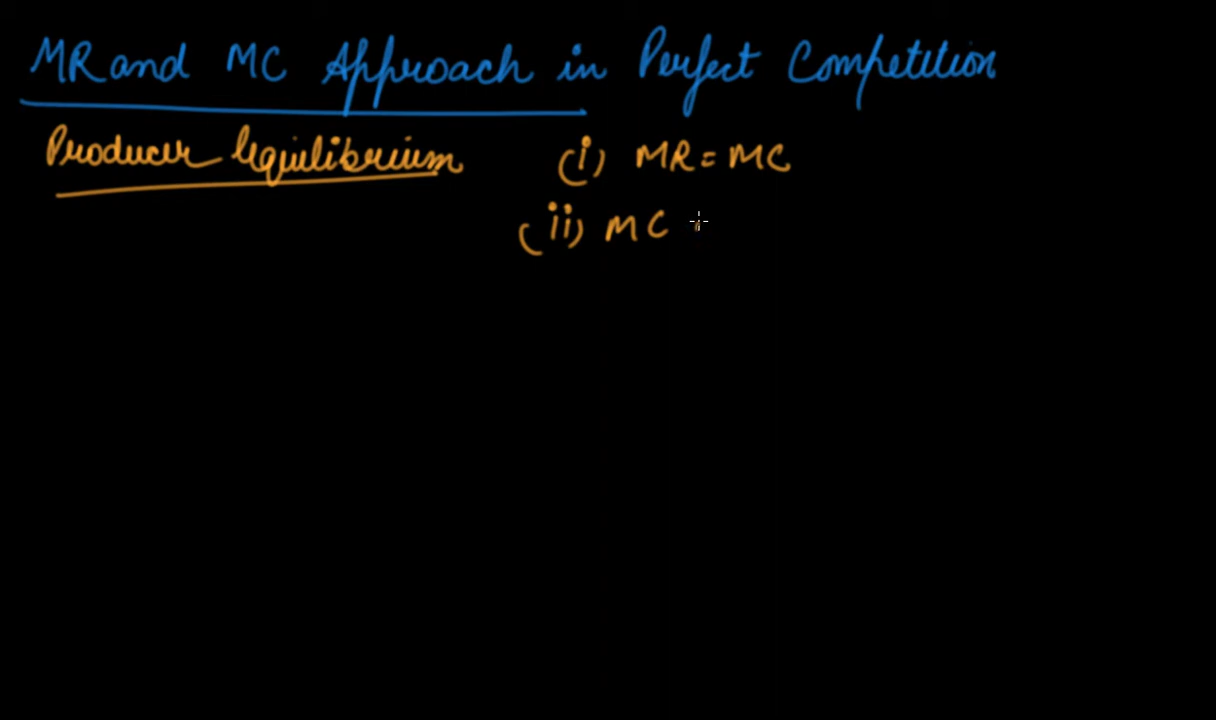 MR and MC Approach in Perfect Competition
Producer Equilibrium (i) MR = MC
(ii) MC